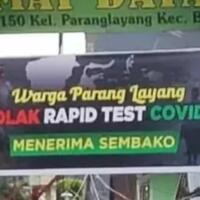 150 Kel. Paranglayang Kec. B
Warga Parang Layang
OLAK RAPID TEST COVID
MENERIMA SEMBAKO